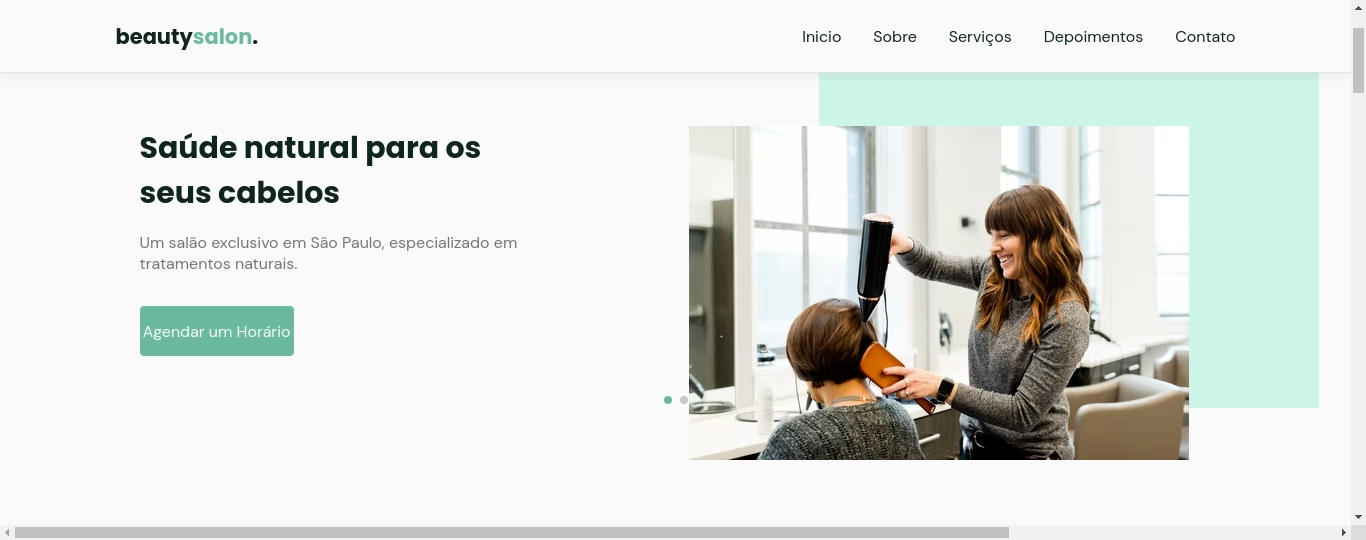 beautysalon.
Inicio
Sobre
Serviços
Depoimentos
Contato
Saúde natural para os
seus cabelos
Um salão exclusivo em São Paulo, especializado em
tratamentos naturais.
Agendar um Horário